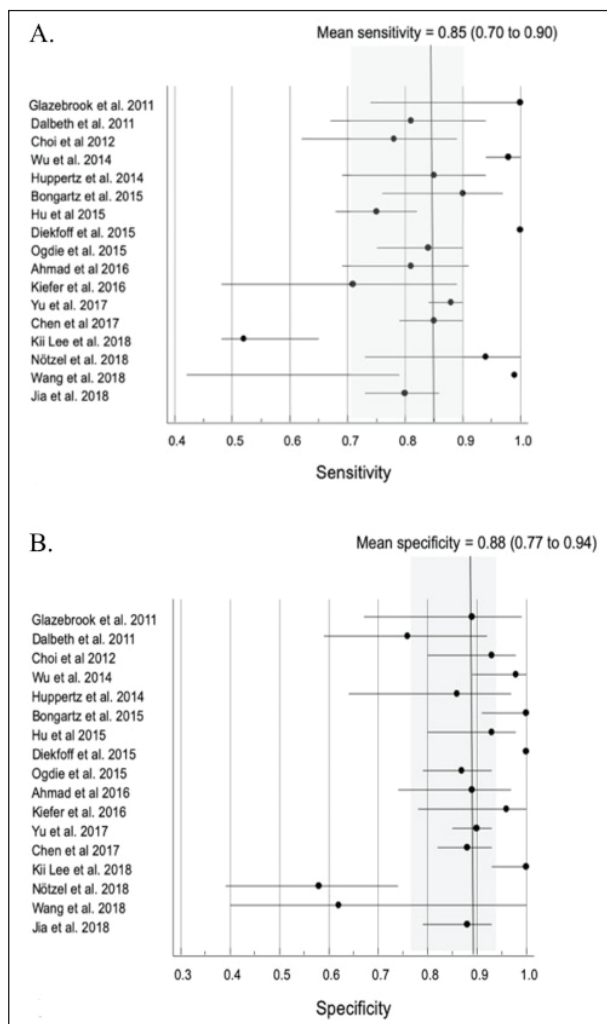 A.
Mean sensitivity = 0.85 (0.70 to 0.90)
Glazebrook et al. 2011
Dalbeth et al. 2011
Choi et al 2012
Wu et al. 2014
Huppertz et al. 2014
Bongartz et al. 2015
Hu et al 2015
Diekfoff et al. 2015
Ogdie et al. 2015
Ahmad et al 2016
Kiefer et al. 2016
Yu et al. 2017
Chen et al 2017
Kii Lee et al. 2018
Nötzel et al. 2018
Wang et al. 2018
Jia et al. 2018
0.4 0.5 0.6 0.7 0.8 0.9 1.0
Sensitivity
B.
Mean specificity = 0.88 (0.77 to 0.94)
Glazebrook et al. 2011
Dalbeth et al. 2011
Choi et al 2012
Wu et al. 2014
Huppertz et al. 2014
Bongartz et al. 2015
Hu et al 2015
Diekfoff et al. 2015
Ogdie et al. 2015
Ahmad et al 2016
Kiefer et al. 2016
Yu et al. 2017
Chen et al 2017
Kii Lee et al. 2018
Nötzel et al. 2018
Wang et al. 2018
Jia et al. 2018
0.3 0.4 0.5 0.6 0.7 0.8 0.9 1.0
Specificity